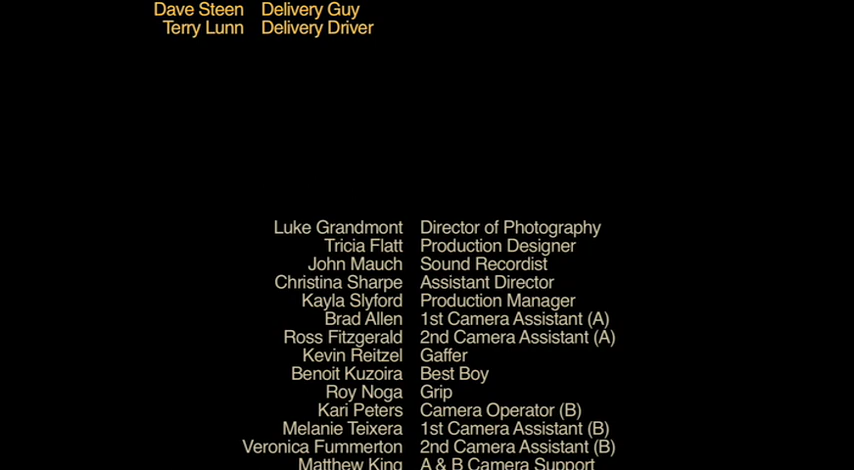 Dave Steen Delivery Guy
Terry Lunn Delivery Driver
Luke Grandmont Director of Photography
Tricia Flatt Production Designer
John Mauch Sound Recordist
Christina Sharpe Assistant Director
Kayla Slyford Production Manager
Brad Allen 1st Camera Assistant (A)
Ross Fitzgerald 2nd Camera Assistant (A)
Kevin Reitzel Gaffer
Benoit Kuzoira Best Boy
Roy Noga Grip
Kari Peters Camera Operator (B)
Melanie Teixera 1st Camera Assistant (B)
Veronica Fummerton 2nd Camera Assistant (B)
Matthew King A & B Camera Support